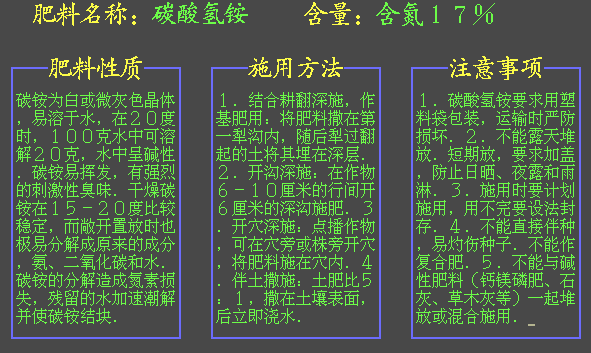 肥料名称：碳酸氢铵　　含量：含氮１７％
肥料性质
碳铵为白或微灰色晶体
，易溶于水，在２０度
时，１００克水中可溶
解２０克，水中呈碱性
．碳铵易挥发，有强烈
的刺激性臭味．干燥碳
铵在１５－２０度比较
稳定，而敞开置放时也
极易分解成原来的成分
，氨、二氧化碳和水．
碳铵的分解造成氮素损
失，残留的水加速潮解
并使碳铵结块．
施用方法
１．结合耕翻深施，作
基肥用：将肥料撒在第
一犁沟内，随后犁过翻
起的土将其埋在深层．
２．开沟深施：在作物
６－１０厘米的行间开
６厘米的深沟施肥．３
．开穴深施：点播作物
，可在穴旁或株旁开穴
，将肥料施在穴内．４
．伴土撒施：土肥比５
：１，撒在土壤表面，
后立即浇水．
注意事项
１．碳酸氢铵要求用塑
料袋包装，运输时严防
损坏．２．不能露天堆
放．短期放，要求加盖
，防止日晒、夜露和雨
淋．３．施用时要计划
施用，用不完要设法封
存．４．不能直接伴种
，易灼伤种子．不能作
复合肥．５．不能与碱
性肥料（钙镁磷肥、石
灰、草木灰等）一起堆
放或混合施用．_